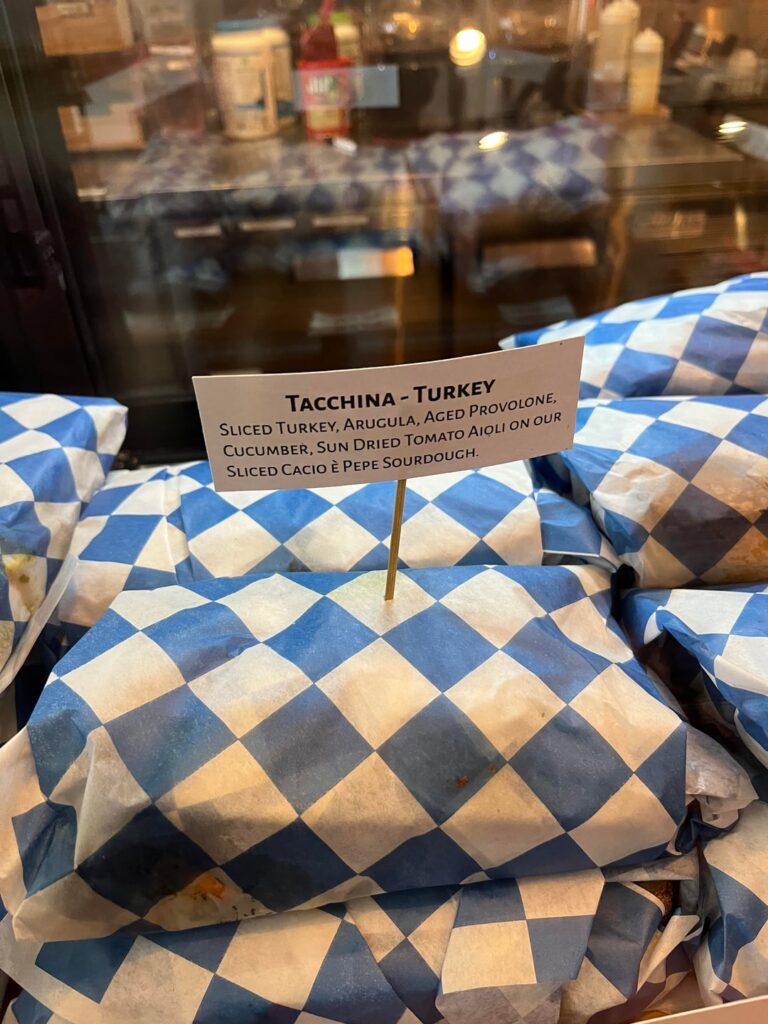 Tacchina - Turkey
Sliced Turkey, Arugula, Aged Provolone,
Cucumber, Sun Dried Tomato Aioli on our
Sliced Cacio è Pepe Sourdough.